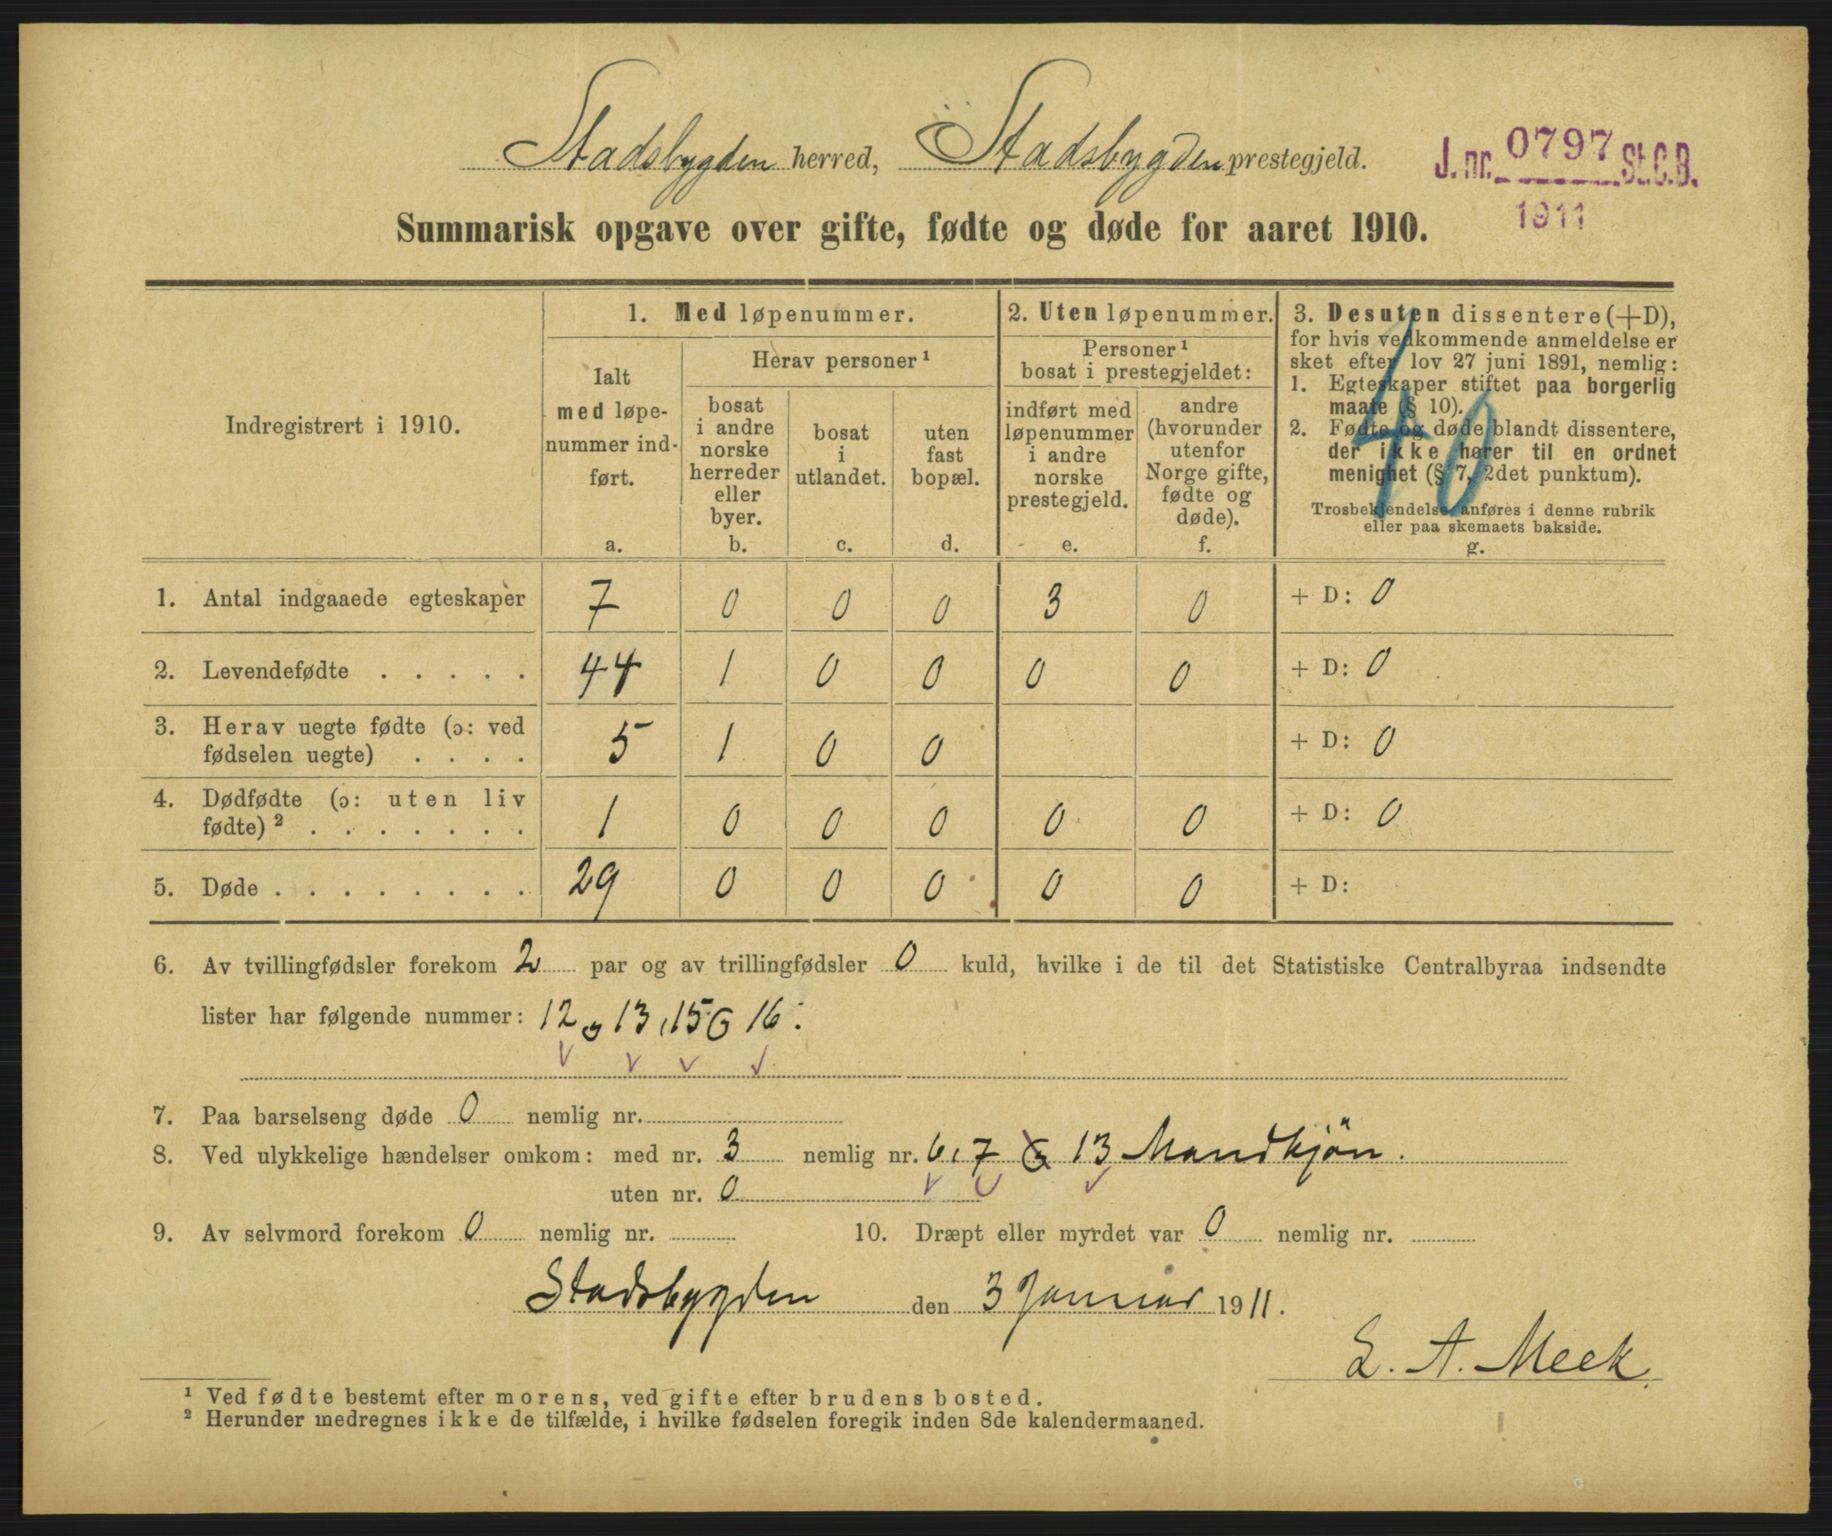 Stadsbygden herred, Stadsbygden prestegjeld.
J. nr. 0797 St.C.B.
1911
Summarisk opgave over gifte, fødte og døde for aaret 1910.
Indregistrert i 1910.
1. Med løpenummer.
Ialt med løpe-
nummer ind-
ført.
a.
Herav personer ¹
bosat
i andre
norske
herreder
eller
byer.
b.
bosat
i
utlandet.
c.
uten
fast
bopæl.
d.
2. Uten løpenummer.
Personer ¹
bosat i prestegjeldet:
indført med
løpenummer
i andre
norske
prestegjeld.
e.
andre
(hvorunder
utenfor
Norge gifte,
fødte og
døde).
f.
3. Desuten dissentere (+D),
for hvis vedkommende anmeldelse er
sket efter lov 27 juni 1891, nemlig:
1. Egteskaper stiftet paa borgerlig
maate (§ 10).
2. Fødte og døde blandt dissentere,
der ikke hører til en ordnet
menighet (§ 7, 2det punktum).
Trosbekjendelse anføres i denne rubrik
eller paa skemaets bakside.
g.
40
1. Antal indgaaede egteskaper 7 0 0 0 3 0 + D: 0
2. Levendefødte . . . . . 44 1 0 0 0 0 + D: 0
3. Herav uegte fødte (ɔ: ved
fødselen uegte) . . . . 5 1 0 0 + D: 0
4. Dødfødte (ɔ: uten liv
fødte) ² . . . . . . . 1 0 0 0 0 0 + D: 0
5. Døde . . . . . . . . 29 0 0 0 0 0 + D:
6. Av tvillingfødsler forekom 2 par og av trillingfødsler 0 kuld, hvilke i de til det Statistiske Centralbyraa indsendte
lister har følgende nummer: 12 og 13, 15 og 16.
7. Paa barselseng døde 0 nemlig nr.
8. Ved ulykkelige hændelser omkom: med nr. 3 nemlig nr. 6, 7 og 13 Mandkjøn.
uten nr. 0
9. Av selvmord forekom 0 nemlig nr. 10. Dræpt eller myrdet var 0 nemlig nr.
Stadsbygden den 3 Januar 1911.
L. A. Meek
¹ Ved fødte bestemt efter morens, ved gifte efter brudens bosted.
² Herunder medregnes ikke de tilfælde, i hvilke fødselen foregik inden 8de kalendermaaned.